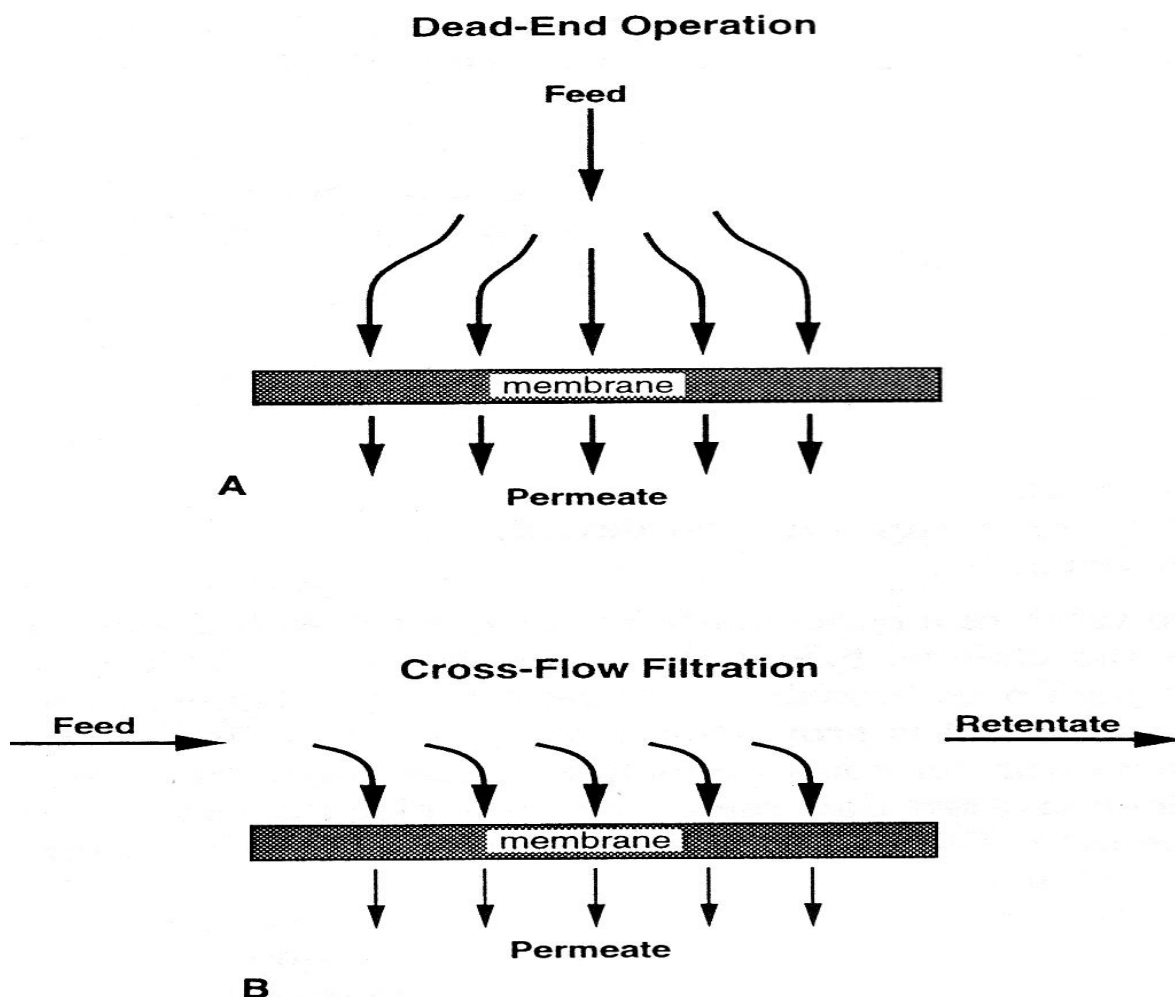 Dead-End Operation
Feed
membrane
A
Permeate
Cross-Flow Filtration
Feed
Retentate
membrane
Permeate
B